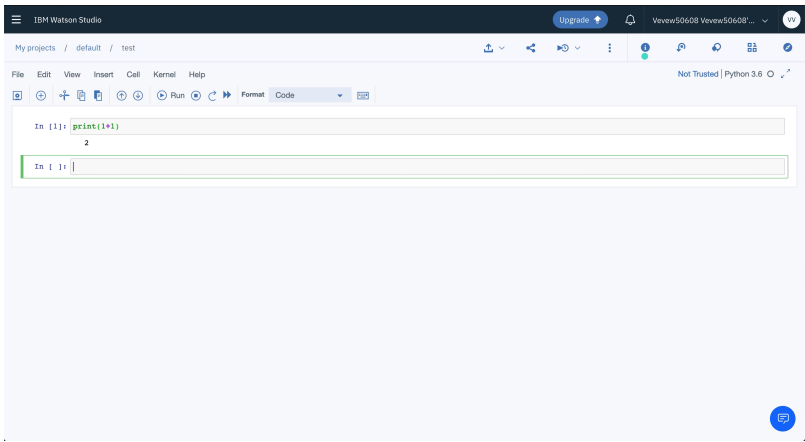 IBM Watson Studio Upgrade Vevew50608 Vevew50608'... VV
My projects / default / test
File Edit View Insert Cell Kernel Help Not Trusted | Python 3.6
Run Format Code
In [1]: print(1+1)
2
In [ ]: